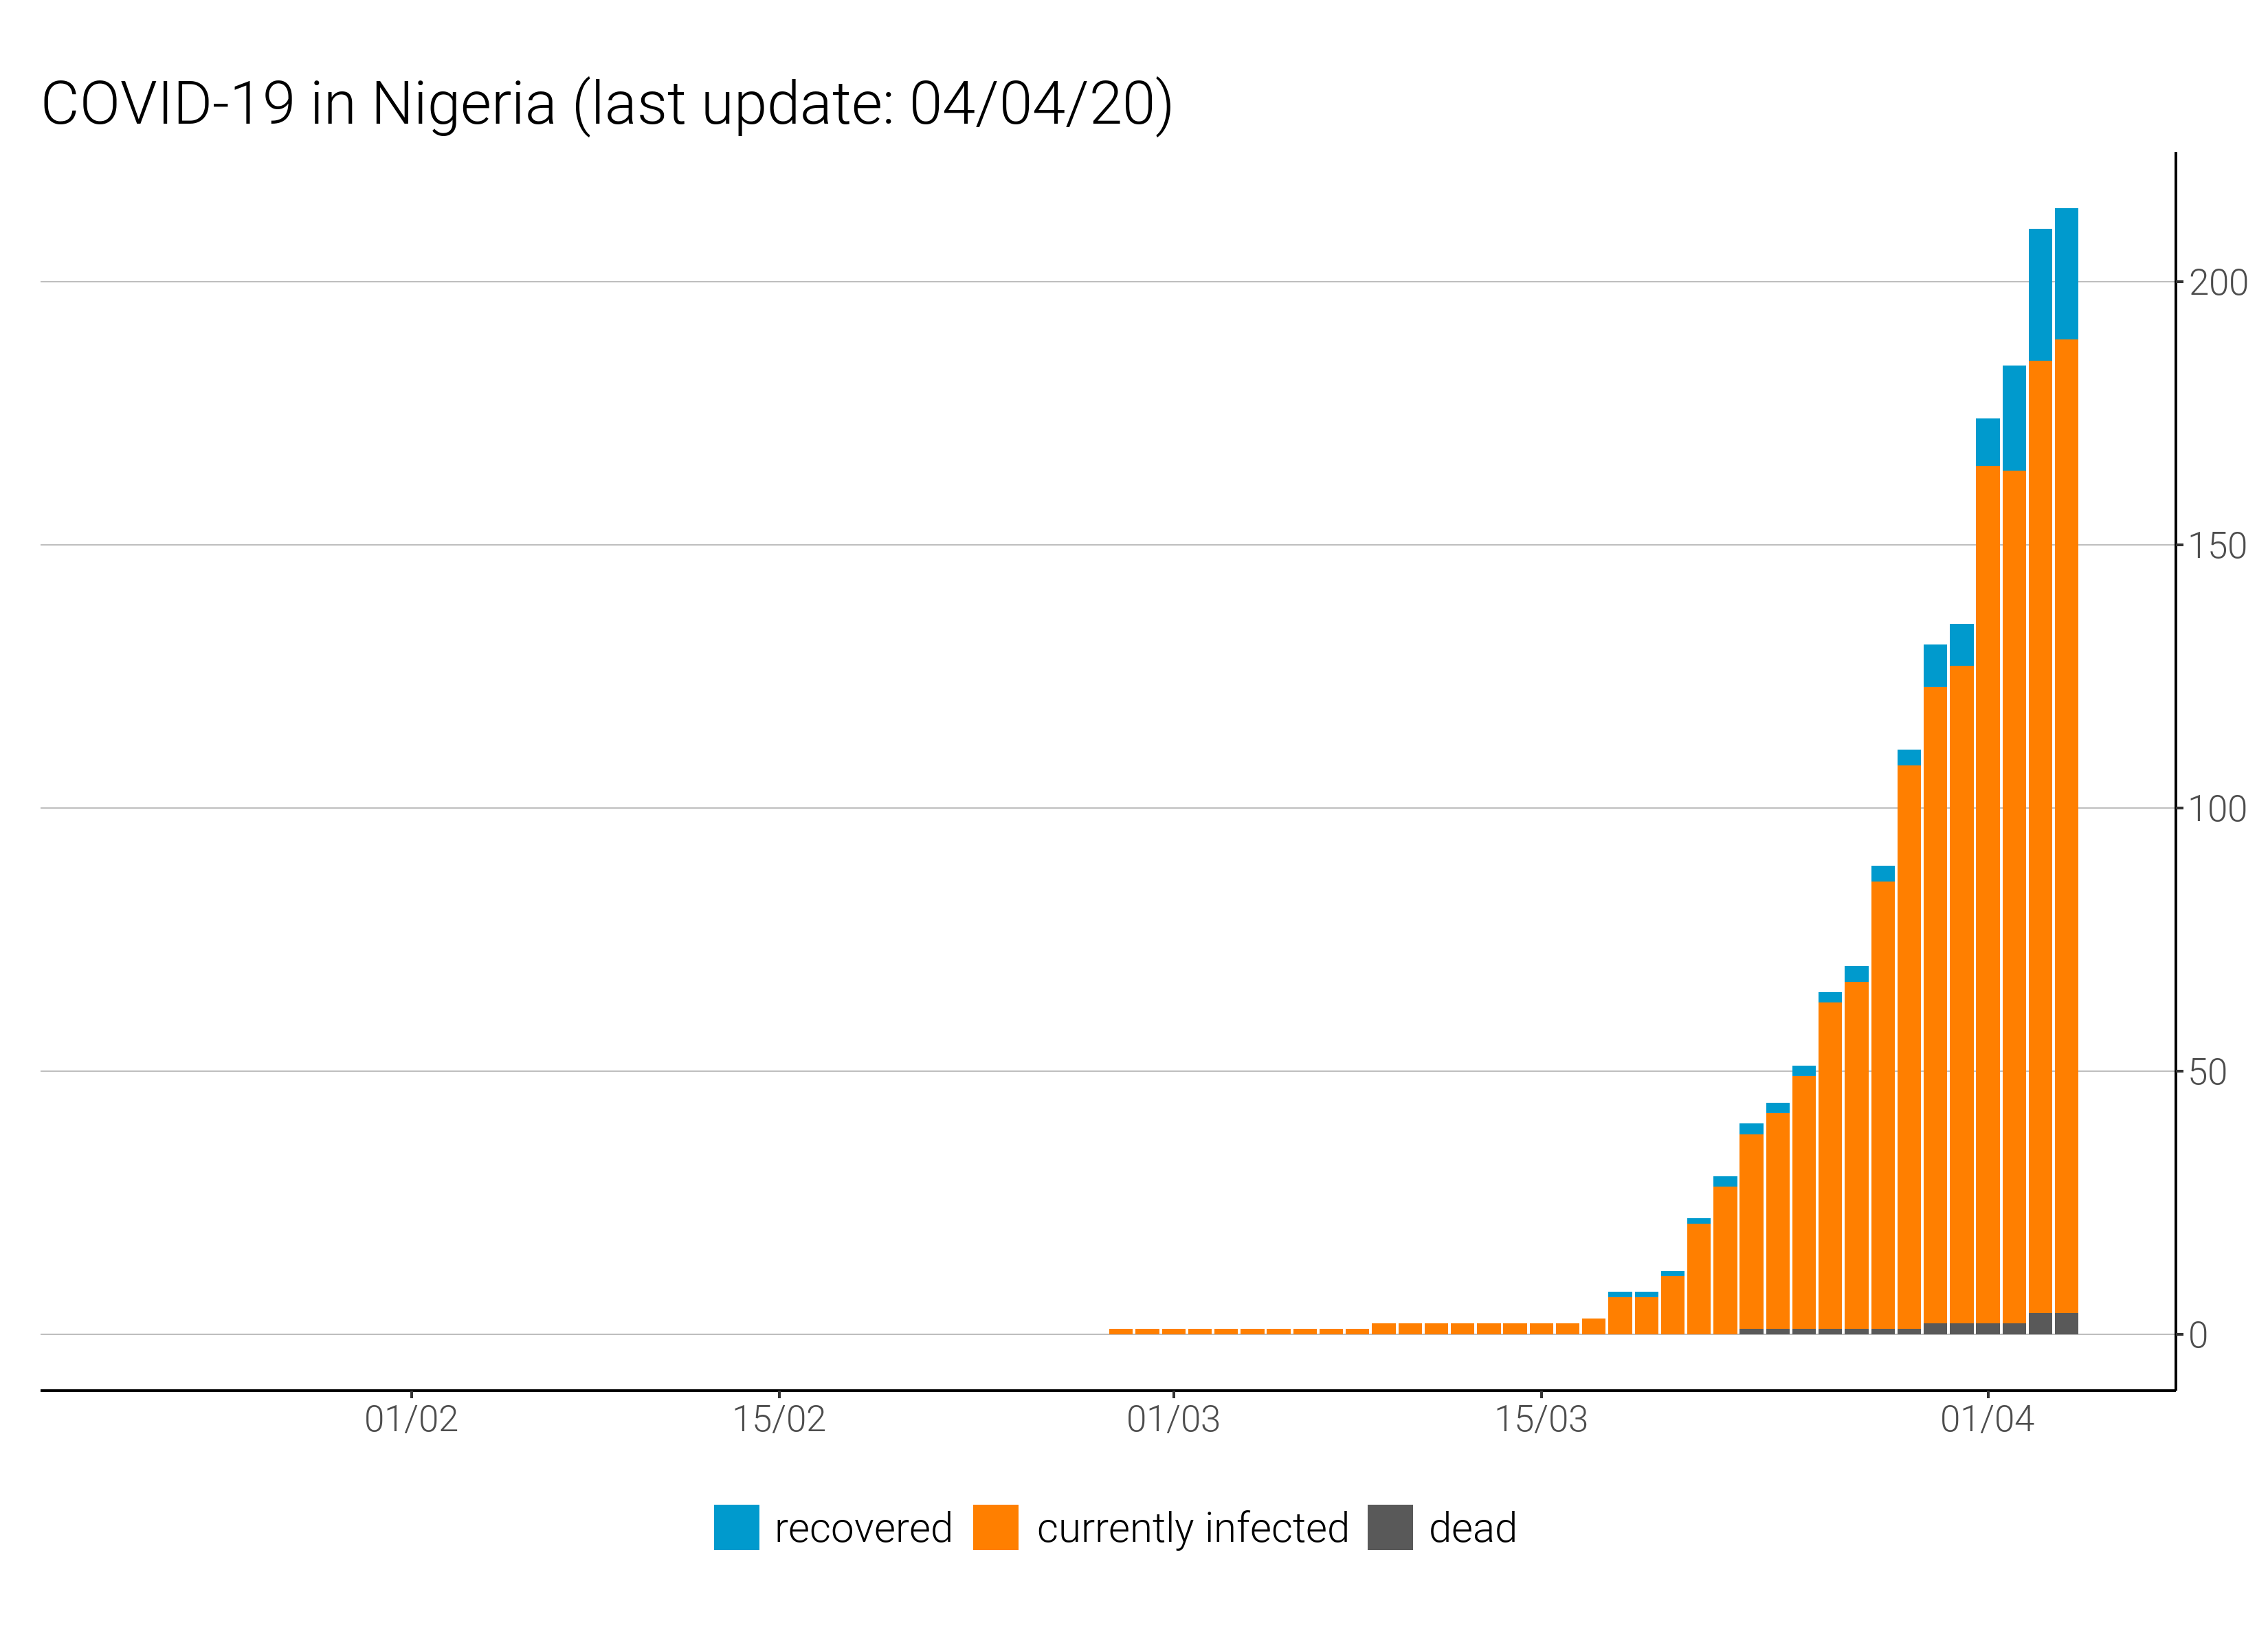 COVID-19 in Nigeria (last update: 04/04/20)
200
150
100
50
0
01/02 15/02 01/03 15/03 01/04
recovered currently infected dead